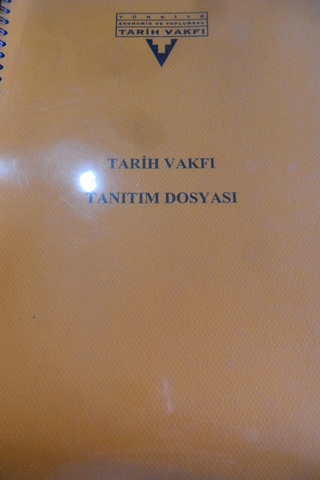 TÜRKİYE
EKONOMİK VE TOPLUMSAL
TARİH VAKFI
TARİH VAKFI
TANITIM DOSYASI